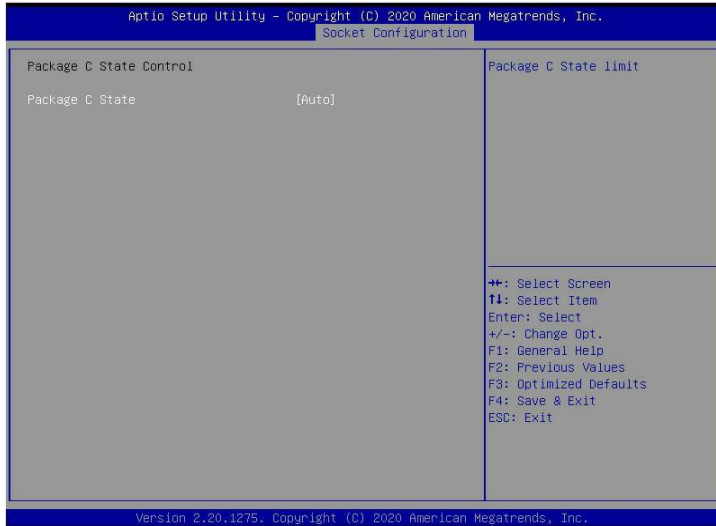 Aptio Setup Utility – Copyright (C) 2020 American Megatrends, Inc.
Socket Configuration
Package C State Control
Package C State [Auto]
Package C State limit
→←: Select Screen
↑↓: Select Item
Enter: Select
+/-: Change Opt.
F1: General Help
F2: Previous Values
F3: Optimized Defaults
F4: Save & Exit
ESC: Exit
Version 2.20.1275. Copyright (C) 2020 American Megatrends, Inc.